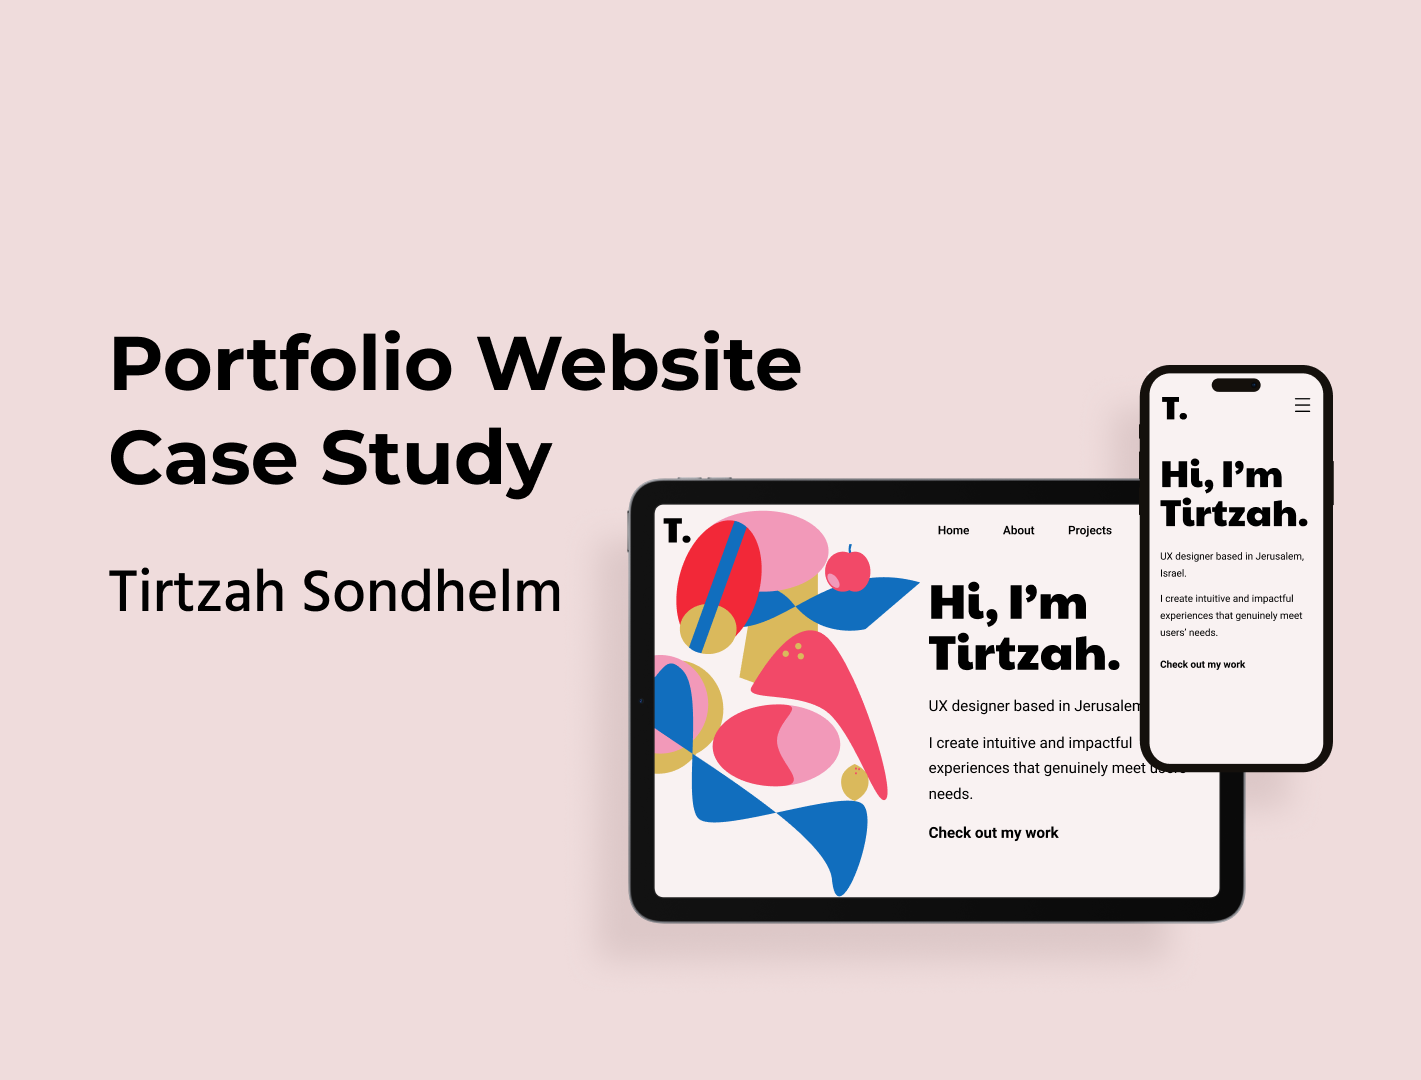 Portfolio Website
Case Study
Tirtzah Sondhelm
T.
Home About Projects
Hi, I’m
Tirtzah.
UX designer based in Jerusalem
I create intuitive and impactful
experiences that genuinely meet users'
needs.
Check out my work
T.
Hi, I’m
Tirtzah.
UX designer based in Jerusalem,
Israel.
I create intuitive and impactful
experiences that genuinely meet
users’ needs.
Check out my work